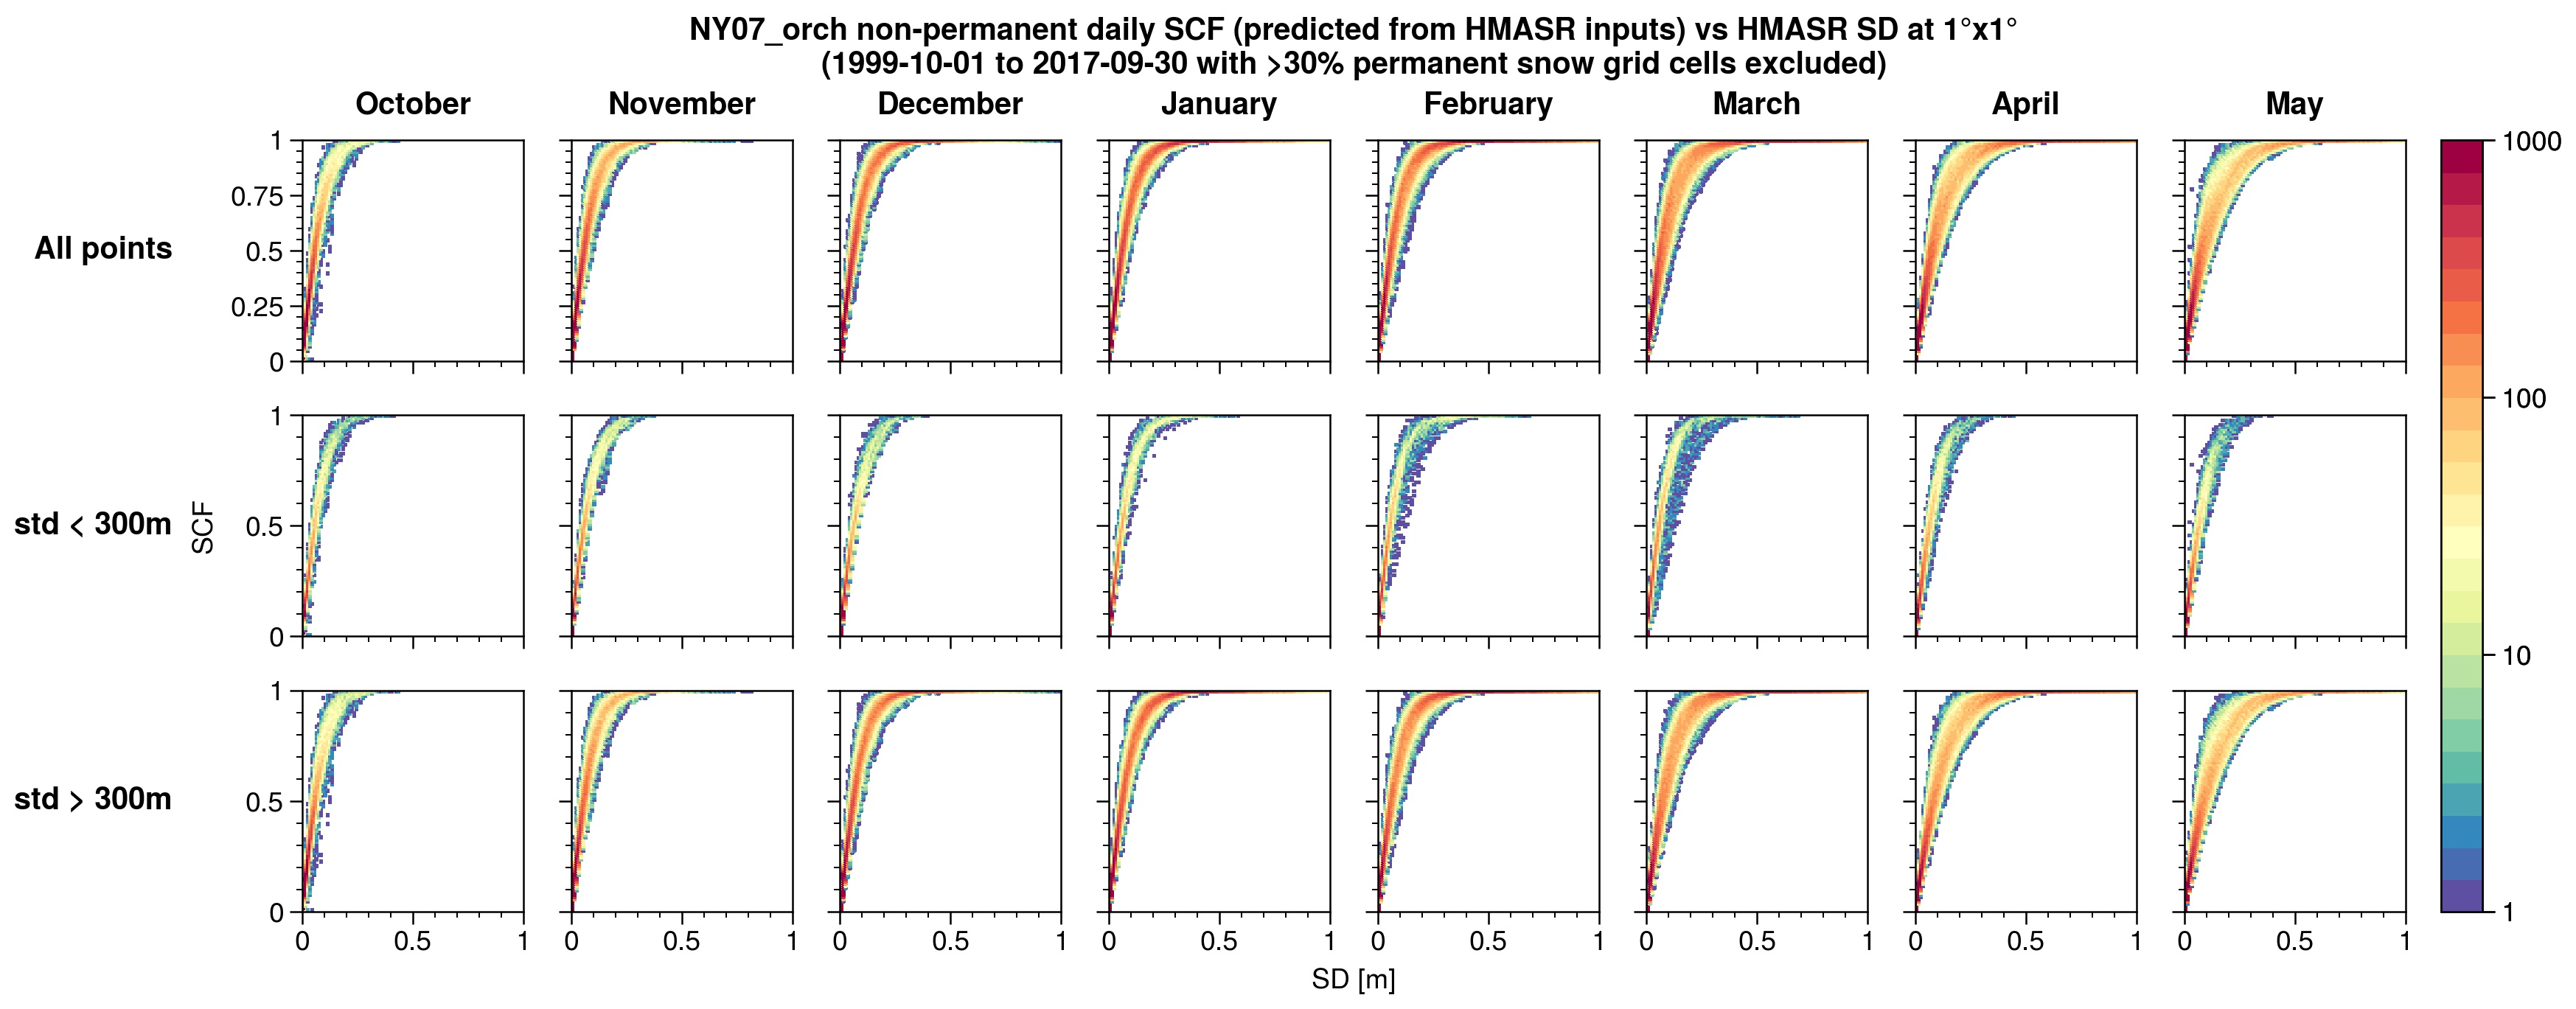 NY07_orch non-permanent daily SCF (predicted from HMASR inputs) vs HMASR SD at 1°x1°
(1999-10-01 to 2017-09-30 with >30% permanent snow grid cells excluded)
October November December January February March April May
All points
1
0.75
0.5
0.25
0
std < 300m
SCF
1
0.5
0
std > 300m
1
0.5
0
0 0.5 1 0 0.5 1 0 0.5 1 0 0.5 1 0 0.5 1 0 0.5 1 0 0.5 1 0 0.5 1
SD [m]
1000
100
10
1